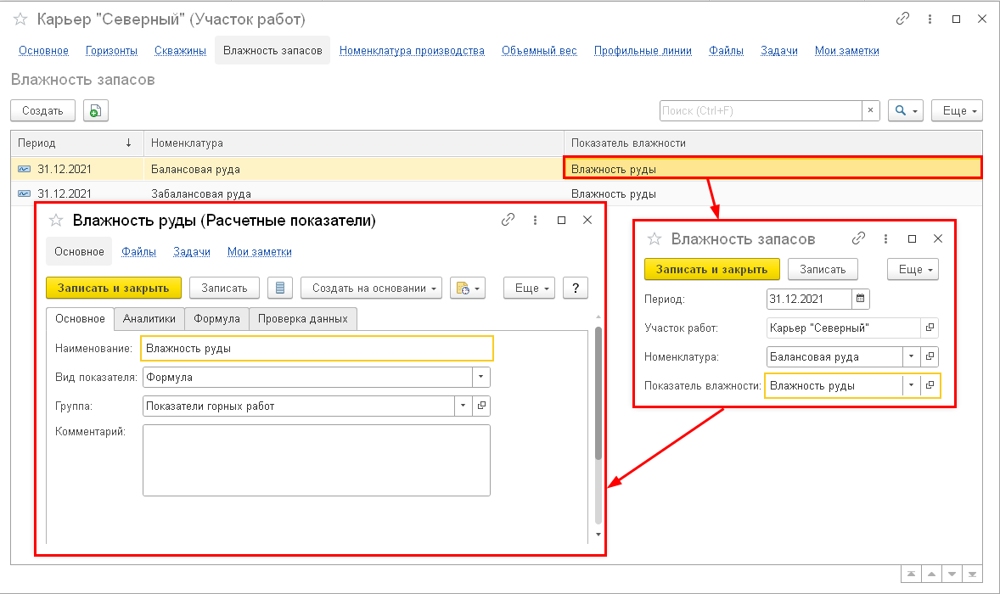 Карьер "Северный" (Участок работ)
Основное Горизонты Скважины Влажность запасов Номенклатура производства Объемный вес Профильные линии Файлы Задачи Мои заметки
Влажность запасов
Создать Поиск (Ctrl+F) × Еще
Период ↓ Номенклатура Показатель влажности
31.12.2021 Балансовая руда Влажность руды
31.12.2021 Забалансовая руда Влажность руды
Влажность руды (Расчетные показатели)
Основное Файлы Задачи Мои заметки
Записать и закрыть Записать Создать на основании Еще ?
Основное Аналитики Формула Проверка данных
Наименование: Влажность руды
Вид показателя: Формула
Группа: Показатели горных работ
Комментарий:
Влажность запасов
Записать и закрыть Записать Еще
Период: 31.12.2021
Участок работ: Карьер "Северный"
Номенклатура: Балансовая руда
Показатель влажности: Влажность руды